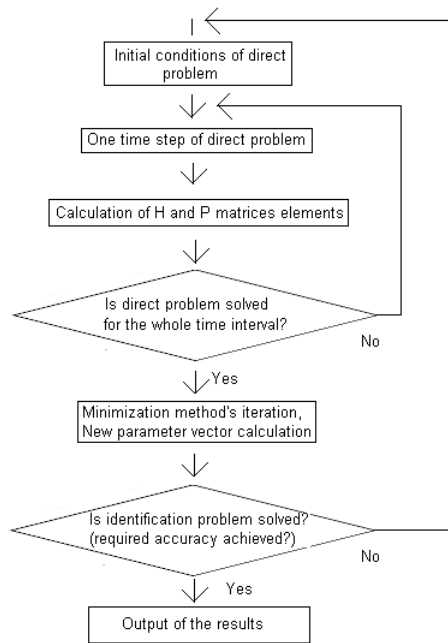 Initial conditions of direct
problem
One time step of direct problem
Calculation of H and P matrices elements
Is direct problem solved
for the whole time interval?
No
Yes
Minimization method's iteration,
New parameter vector calculation
Is identification problem solved?
(required accuracy achieved?)
No
Yes
Output of the results